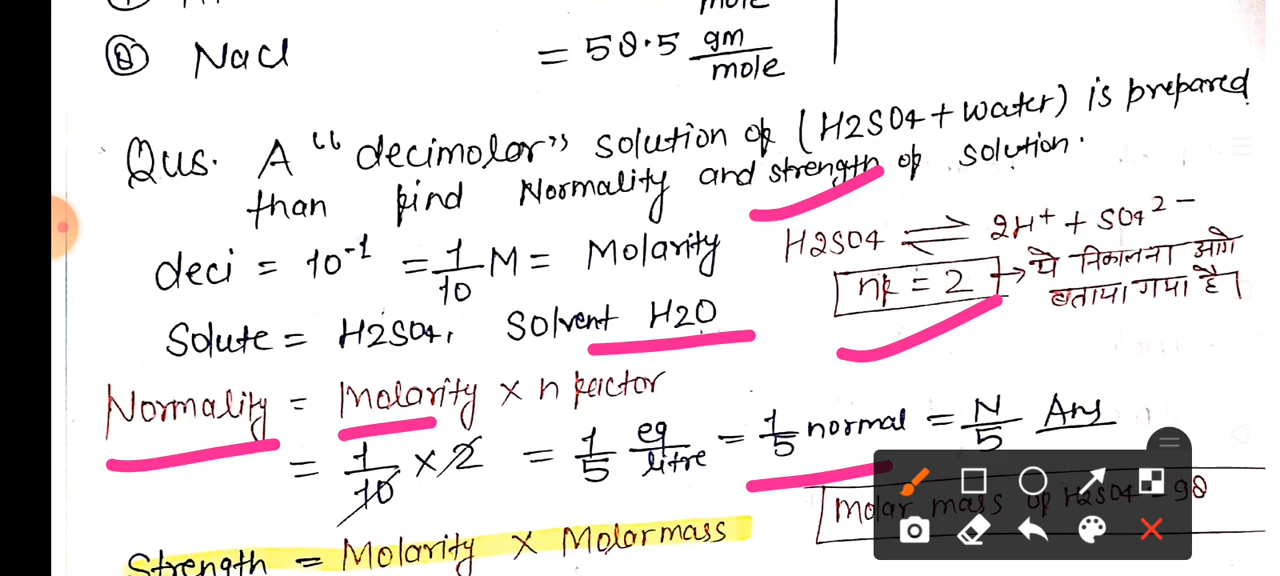 ② NaCl = 58.5 gm/mole
Qus. A "decimolar" solution of (H2SO4 + water) is prepared
than find Normality and strength of solution.
deci = 10⁻¹ = 1/10 M = Molarity
H2SO4 ⇌ 2H⁺ + SO4²⁻
nf = 2 → ये निकालना आगे
बताया गया है।
Solute = H2SO4, Solvent H2O
Normality = Molarity × n factor
= 1/10 × 2 = 1/5 eq/litre = 1/5 normal = N/5 Ans
Molar mass of H2SO4 = 98
Strength = Molarity × Molarmass